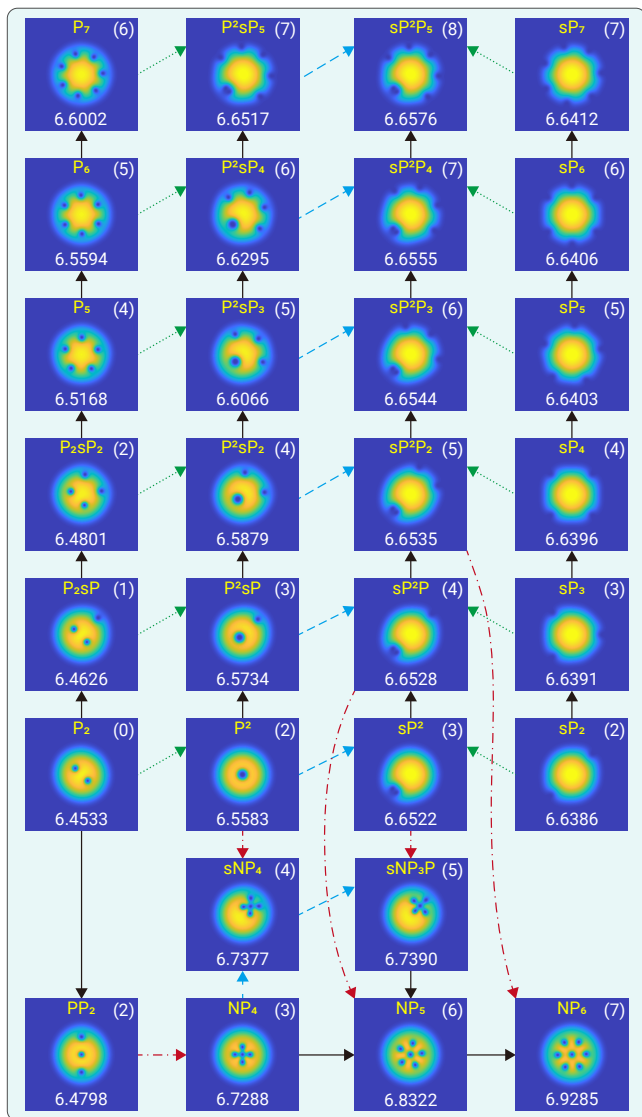 P₇ (6) P²sP₅ (7) sP²P₅ (8) sP₇ (7)
6.6002 6.6517 6.6576 6.6412
P₆ (5) P²sP₄ (6) sP²P₄ (7) sP₆ (6)
6.5594 6.6295 6.6555 6.6406
P₅ (4) P²sP₃ (5) sP²P₃ (6) sP₅ (5)
6.5168 6.6066 6.6544 6.6403
P₂sP₂ (2) P²sP₂ (4) sP²P₂ (5) sP₄ (4)
6.4801 6.5879 6.6535 6.6396
P₂sP (1) P²sP (3) sP²P (4) sP₃ (3)
6.4626 6.5734 6.6528 6.6391
P₂ (0) P² (2) sP² (3) sP₂ (2)
6.4533 6.5583 6.6522 6.6386
sNP₄ (4) sNP₃P (5)
6.7377 6.7390
PP₂ (2) NP₄ (3) NP₅ (6) NP₆ (7)
6.4798 6.7288 6.8322 6.9285